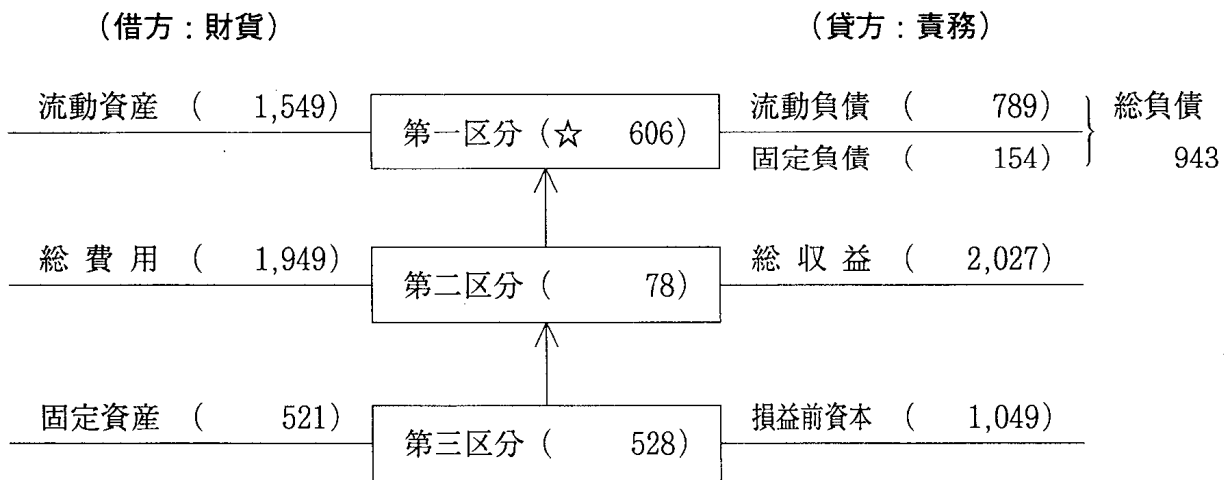 (借方:財貨) (貸方:責務)
流動資産 ( 1,549) 第一区分(☆ 606) 流動負債 ( 789) 総負債
固定負債 ( 154) 943
総費用 ( 1,949) 第二区分( 78) 総収益 ( 2,027)
固定資産 ( 521) 第三区分( 528) 損益前資本 ( 1,049)